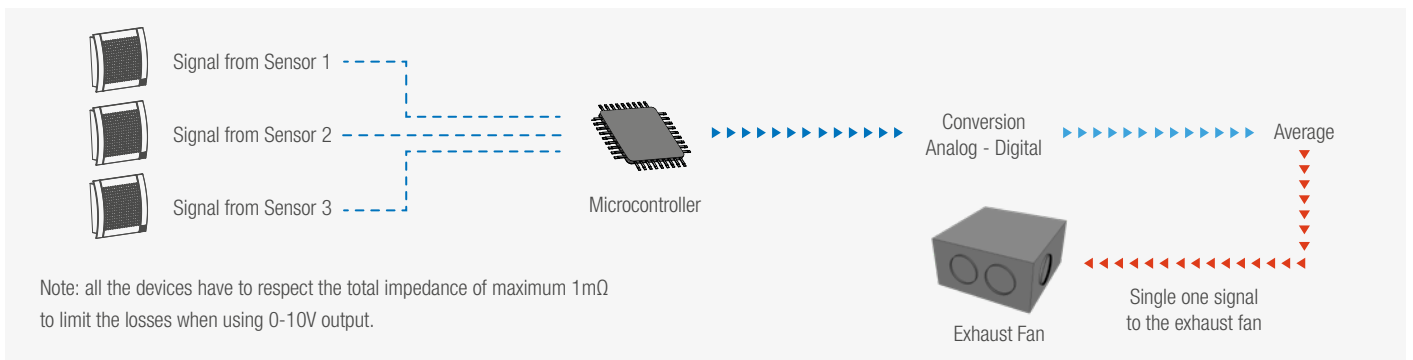 Signal from Sensor 1
Signal from Sensor 2
Signal from Sensor 3
Microcontroller
Conversion
Analog - Digital
Average
Exhaust Fan
Single one signal
to the exhaust fan
Note: all the devices have to respect the total impedance of maximum 1mΩ
to limit the losses when using 0-10V output.